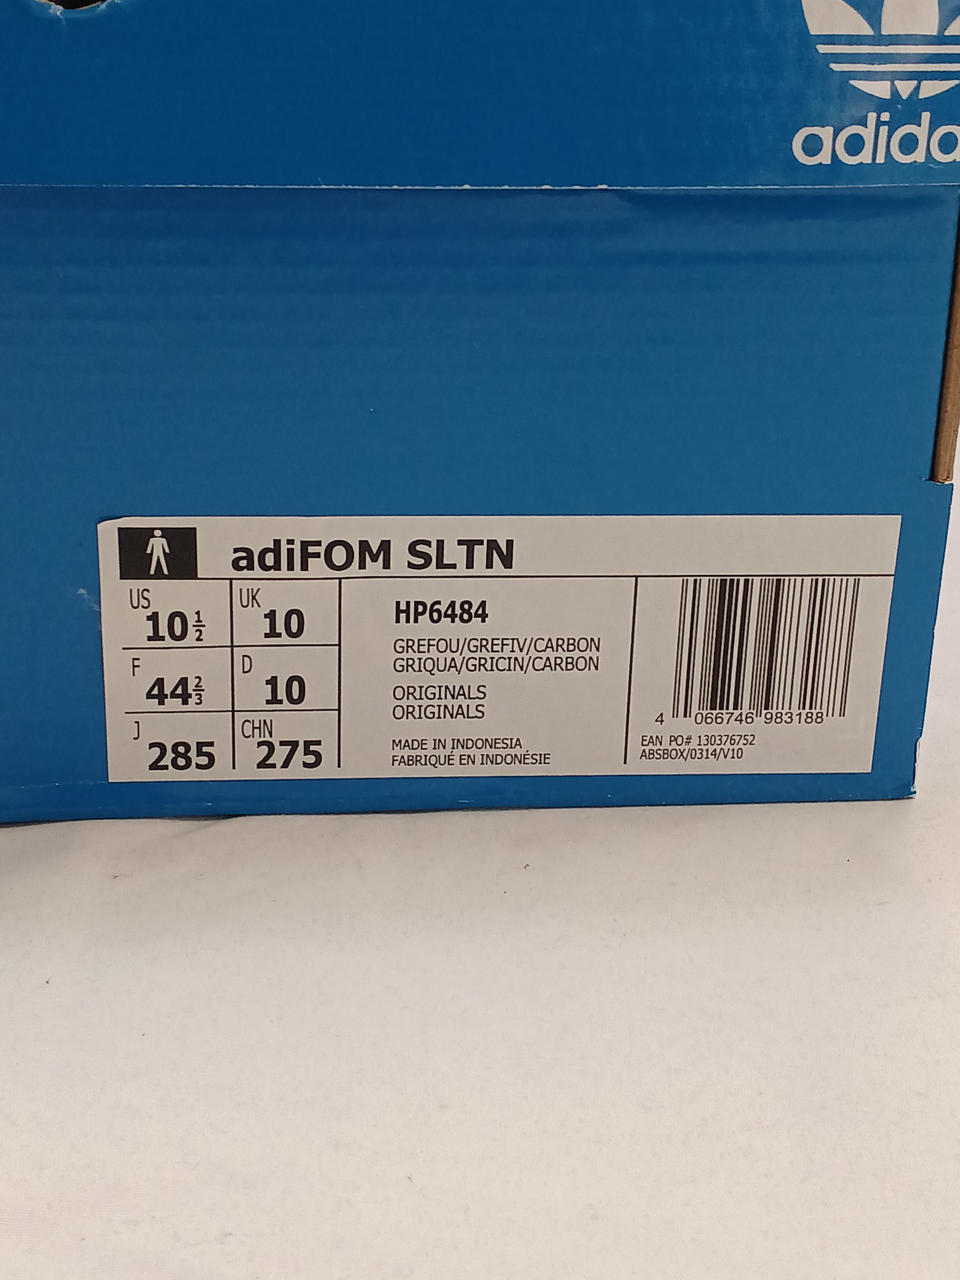 adidas
adiFOM SLTN
US 10 1/2
UK 10
F 44 2/3
D 10
J 285
CHN 275
HP6484
GREFOU/GREFIV/CARBON
GRIQUA/GRICIN/CARBON
ORIGINALS
ORIGINALS
MADE IN INDONESIA
FABRIQUÉ EN INDONÉSIE
4 066746 983188
EAN PO# 130376752
ABSBOX/0314/V10